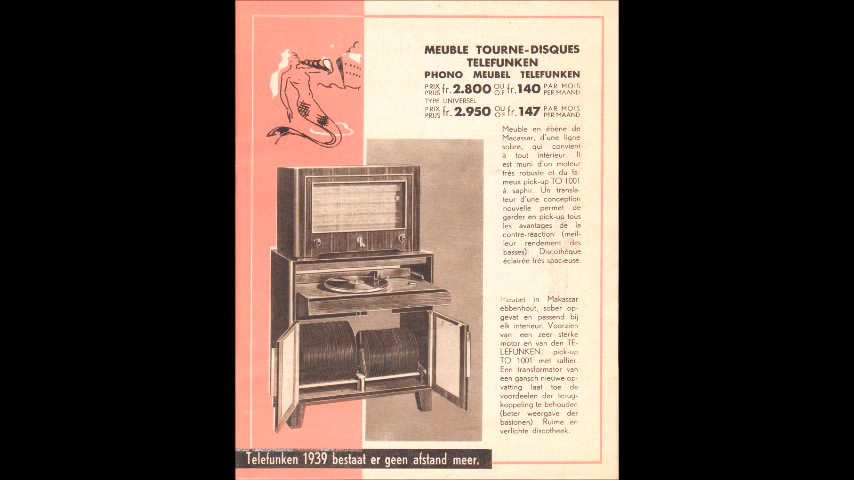 MEUBLE TOURNE-DISQUES
TELEFUNKEN
PHONO MEUBEL TELEFUNKEN
PRIX PRIJS fr. 2.800 OU OF fr. 140 PAR MOIS PER MAAND
TYPE UNIVERSEL
PRIX PRIJS fr. 2.950 OU OF fr. 147 PAR MOIS PER MAAND
Meuble en ébène de
Macassar, d'une ligne
sobre, qui convient
à tout intérieur. Il
est muni d'un moteur
très robuste et du fa-
meux pick-up TO 1001
à saphir. Un transla-
teur d'une conception
nouvelle permet de
garder en pick-up tous
les avantages de la
contre-réaction (meil-
leur rendement des
basses). Discothèque
éclairée très spacieuse.
Meubel in Makassar
ebbenhout, sober op-
gevat en passend bij
elk interieur. Voorzien
van een zeer sterke
motor en van den TE-
LEFUNKEN pick-up
TO 1001 met saffier.
Een transformator van
een gansch nieuwe op-
vatting laat toe de
voordeelen der terug-
koppeling te behouden
(beter weergave der
bastonen). Ruime en
verlichte discotheek.
Telefunken 1939 bestaat er geen afstand meer.